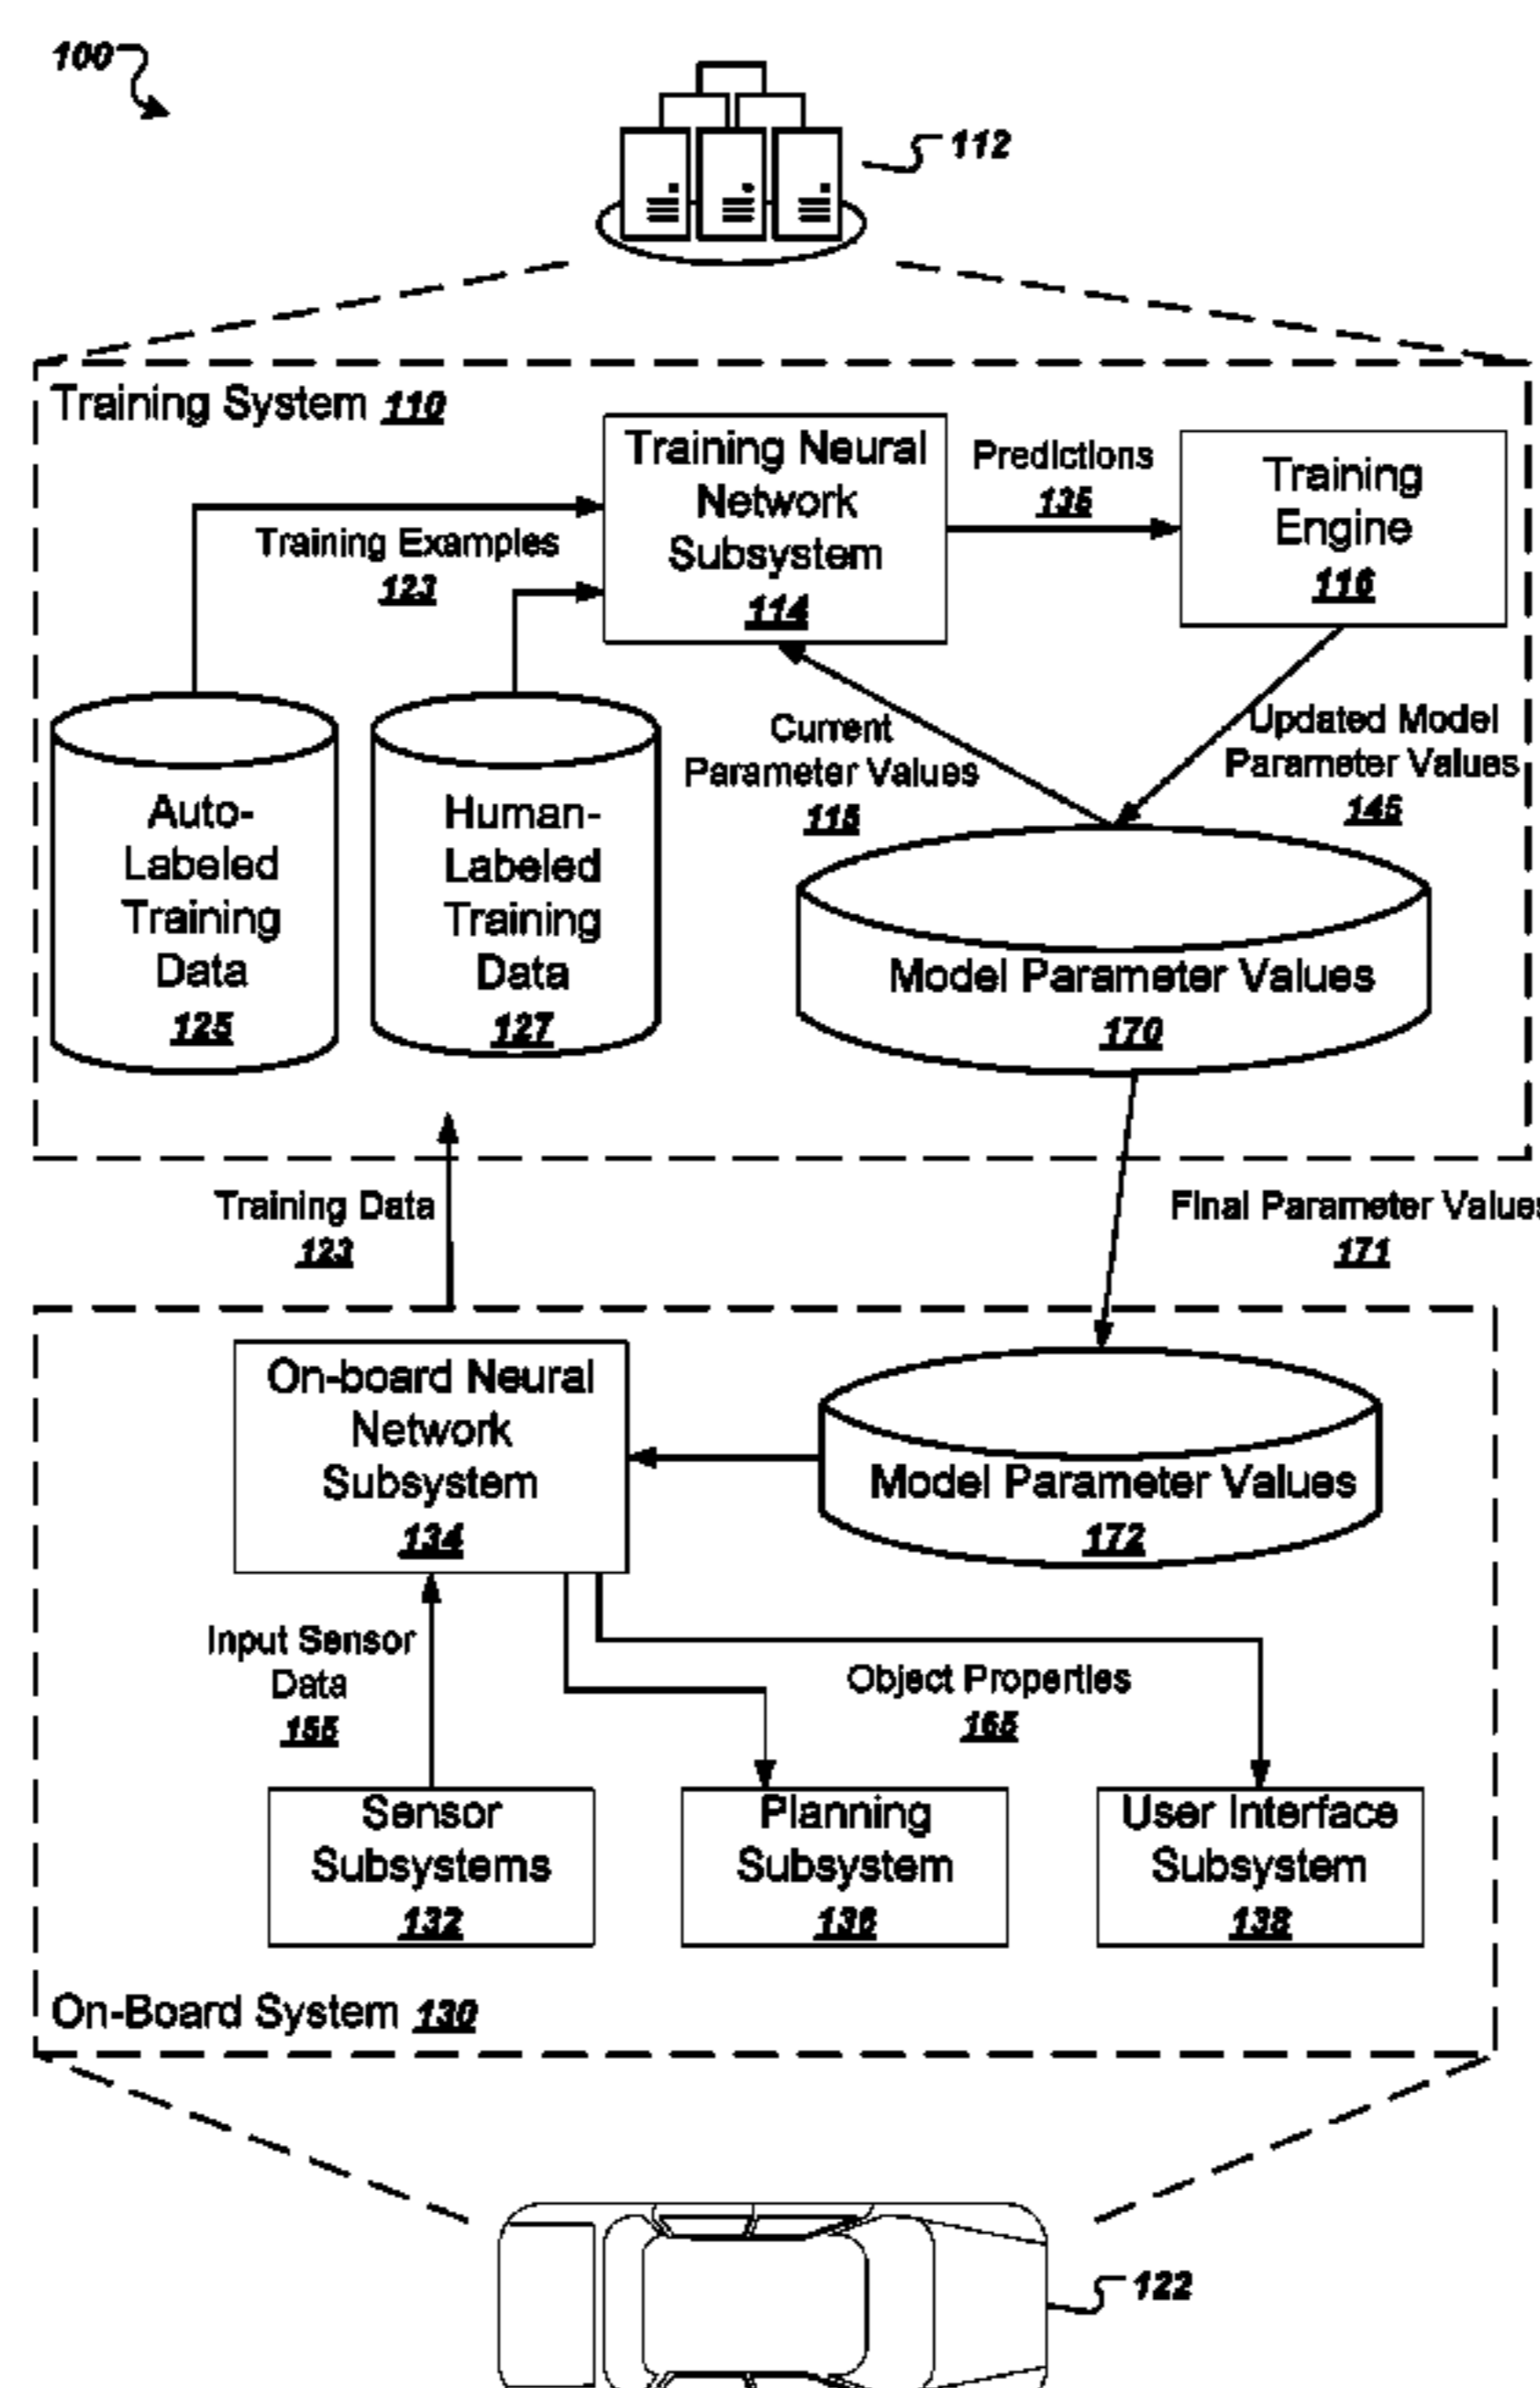 100
112
Training System 110
Training Neural
Network
Subsystem
114
Predictions
135
Training
Engine
116
Training Examples
123
Current
Parameter Values
115
Updated Model
Parameter Values
145
Auto-
Labeled
Training
Data
125
Human-
Labeled
Training
Data
127
Model Parameter Values
170
Training Data
123
Final Parameter Values
171
On-board Neural
Network
Subsystem
134
Model Parameter Values
172
Input Sensor
Data
155
Object Properties
165
Sensor
Subsystems
132
Planning
Subsystem
136
User Interface
Subsystem
138
On-Board System 130
122